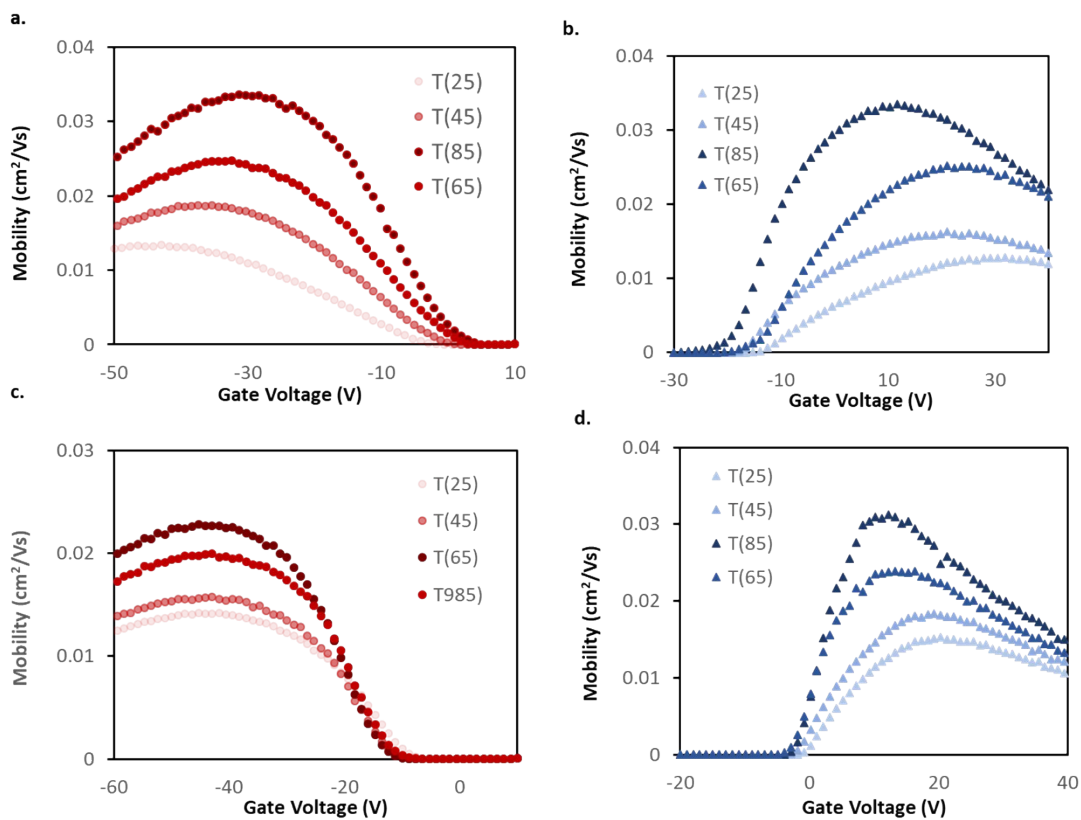 a.
0.04
0.03
0.02
0.01
0
Mobility (cm²/Vs)
T(25)
T(45)
T(85)
T(65)
-50
-30
-10
10
Gate Voltage (V)
b.
0.04
0.03
0.02
0.01
0
Mobility (cm²/Vs)
T(25)
T(45)
T(85)
T(65)
-30
-10
10
30
Gate Voltage (V)
c.
0.03
0.02
0.01
0
Mobility (cm²/Vs)
T(25)
T(45)
T(65)
T985)
-60
-40
-20
0
Gate Voltage (V)
d.
0.04
0.03
0.02
0.01
0
Mobility (cm²/Vs)
T(25)
T(45)
T(85)
T(65)
-20
0
20
40
Gate Voltage (V)